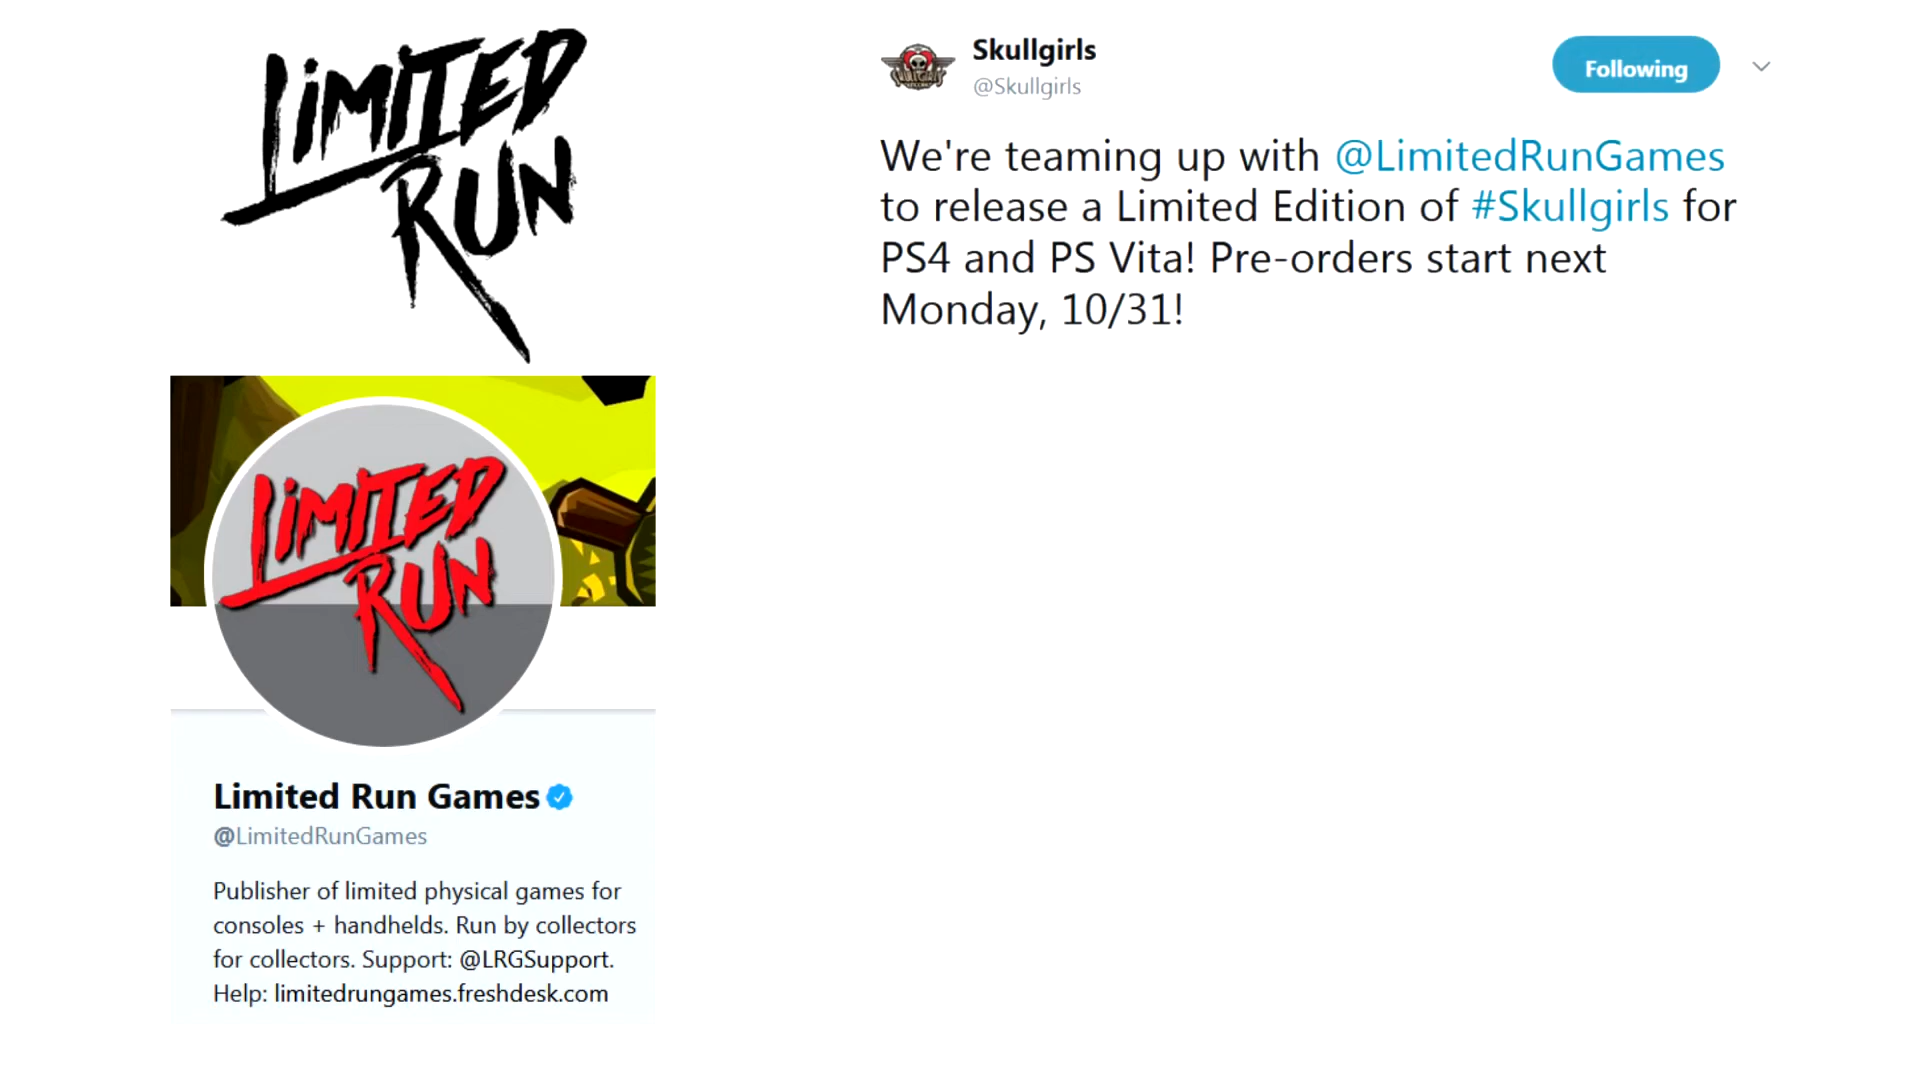 LIMITED
RUN
LIMITED
RUN
Limited Run Games
@LimitedRunGames
Publisher of limited physical games for
consoles + handhelds. Run by collectors
for collectors. Support: @LRGSupport.
Help: limitedrungames.freshdesk.com
Skullgirls
@Skullgirls
Following
We're teaming up with @LimitedRunGames
to release a Limited Edition of #Skullgirls for
PS4 and PS Vita! Pre-orders start next
Monday, 10/31!